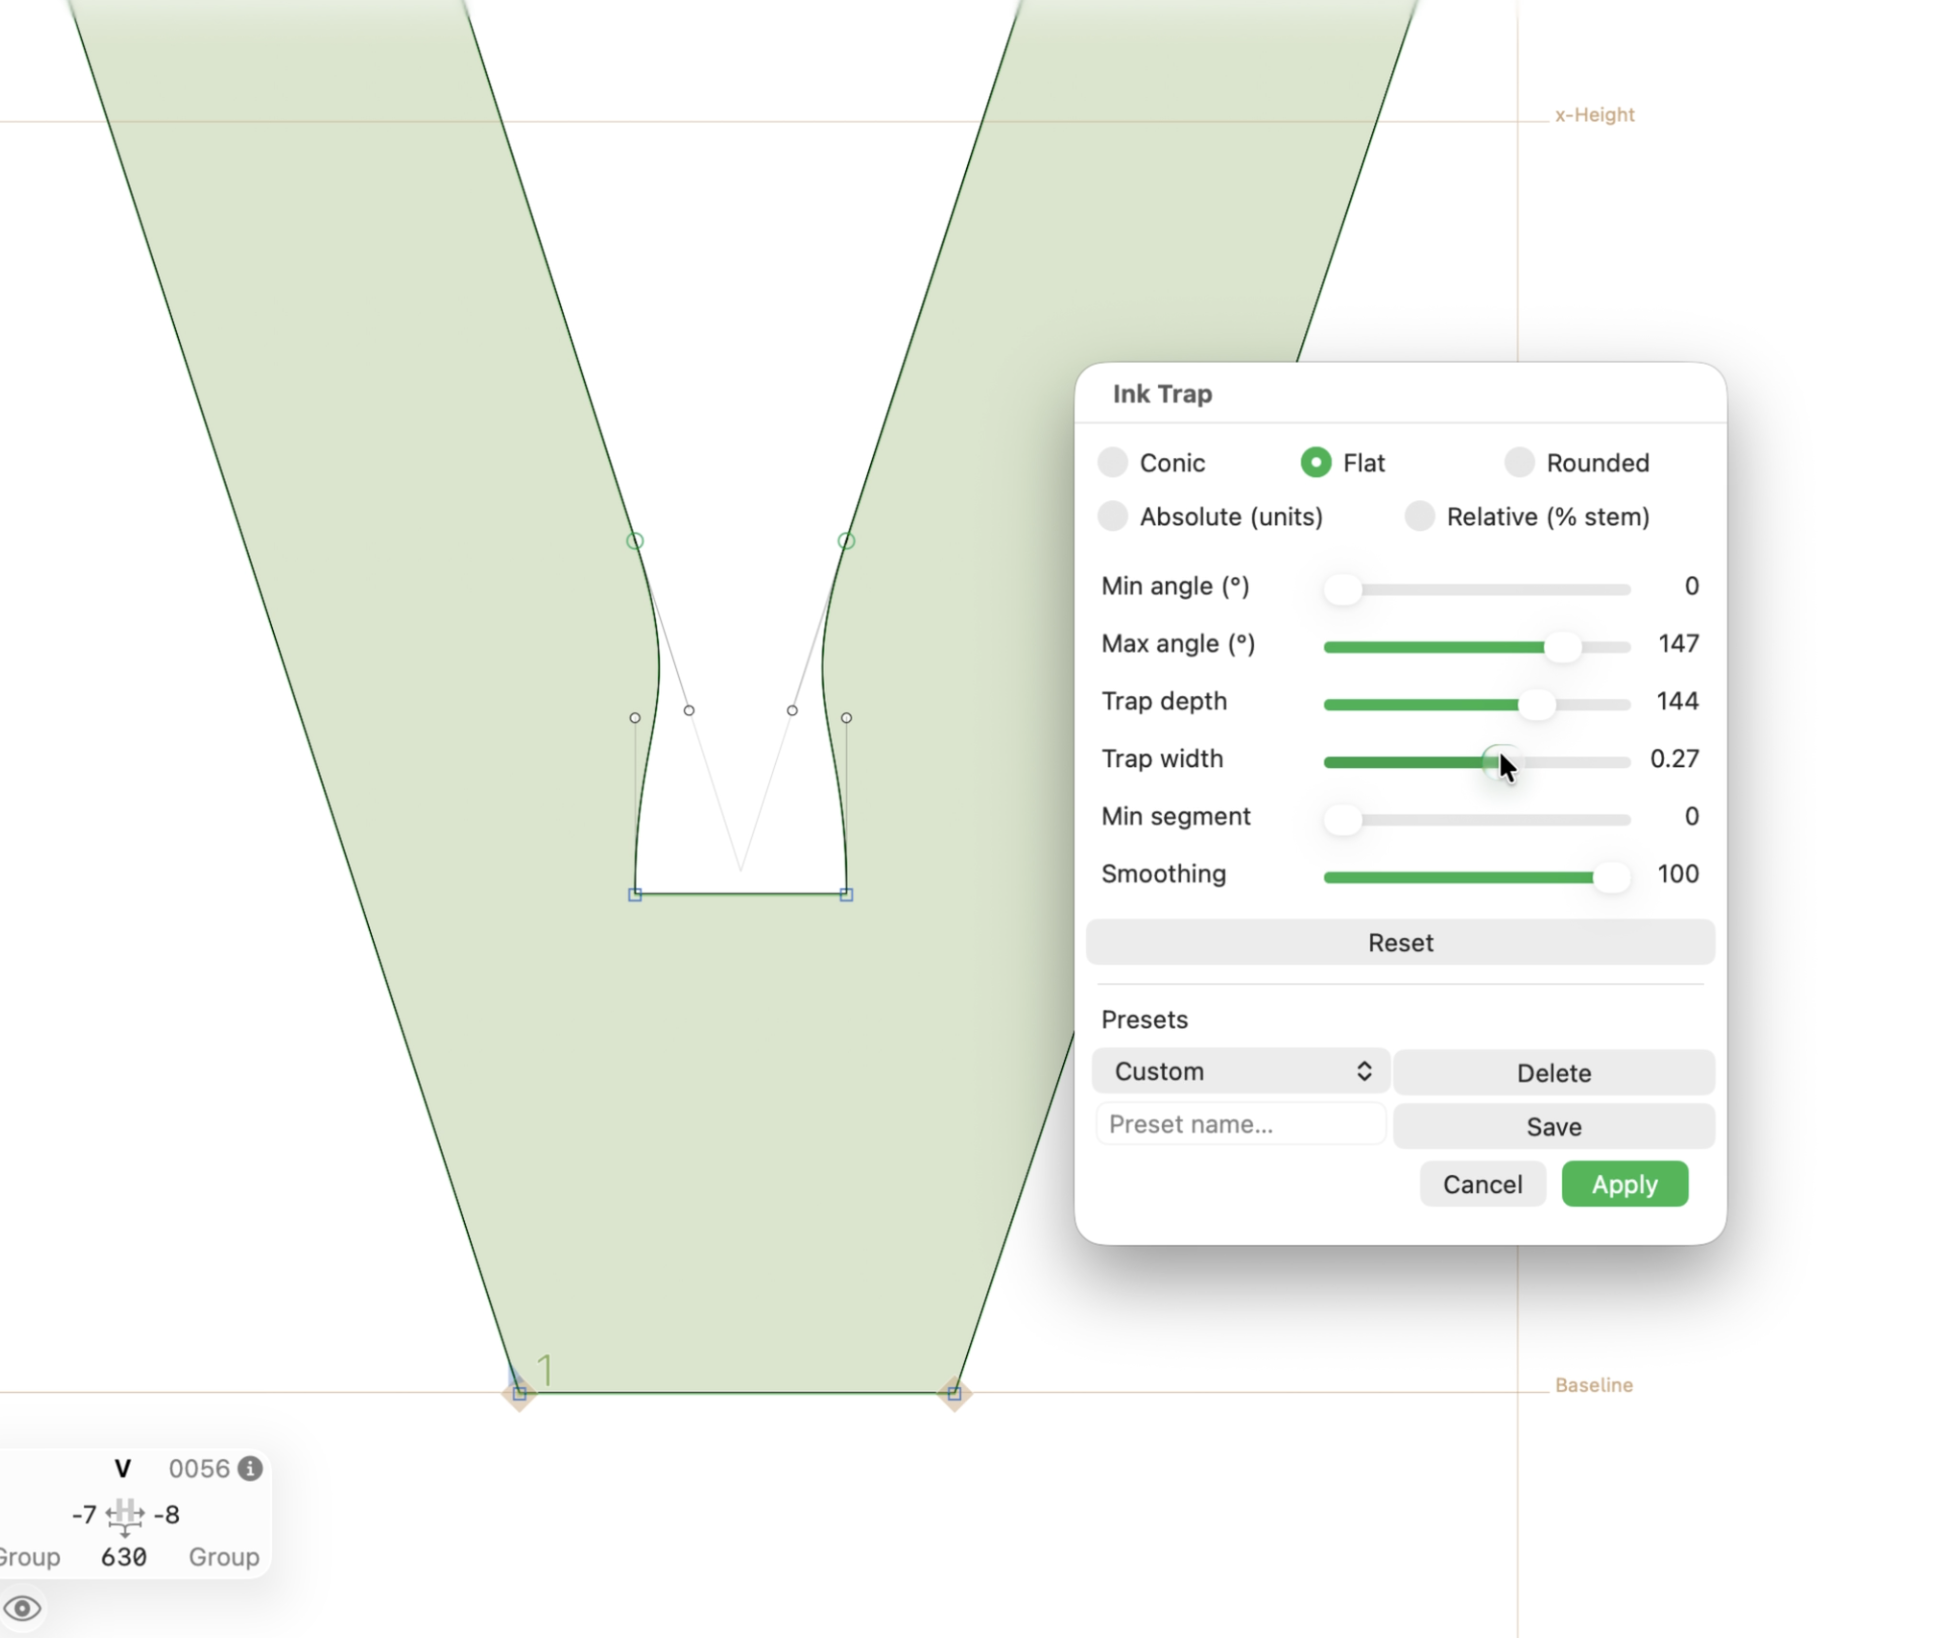 x-Height
Ink Trap
Conic Flat Rounded
Absolute (units) Relative (% stem)
Min angle (°) 0
Max angle (°) 147
Trap depth 144
Trap width 0.27
Min segment 0
Smoothing 100
Reset
Presets
Custom Delete
Preset name... Save
Cancel Apply
1
Baseline
V 0056
-7 H -8
Group 630 Group